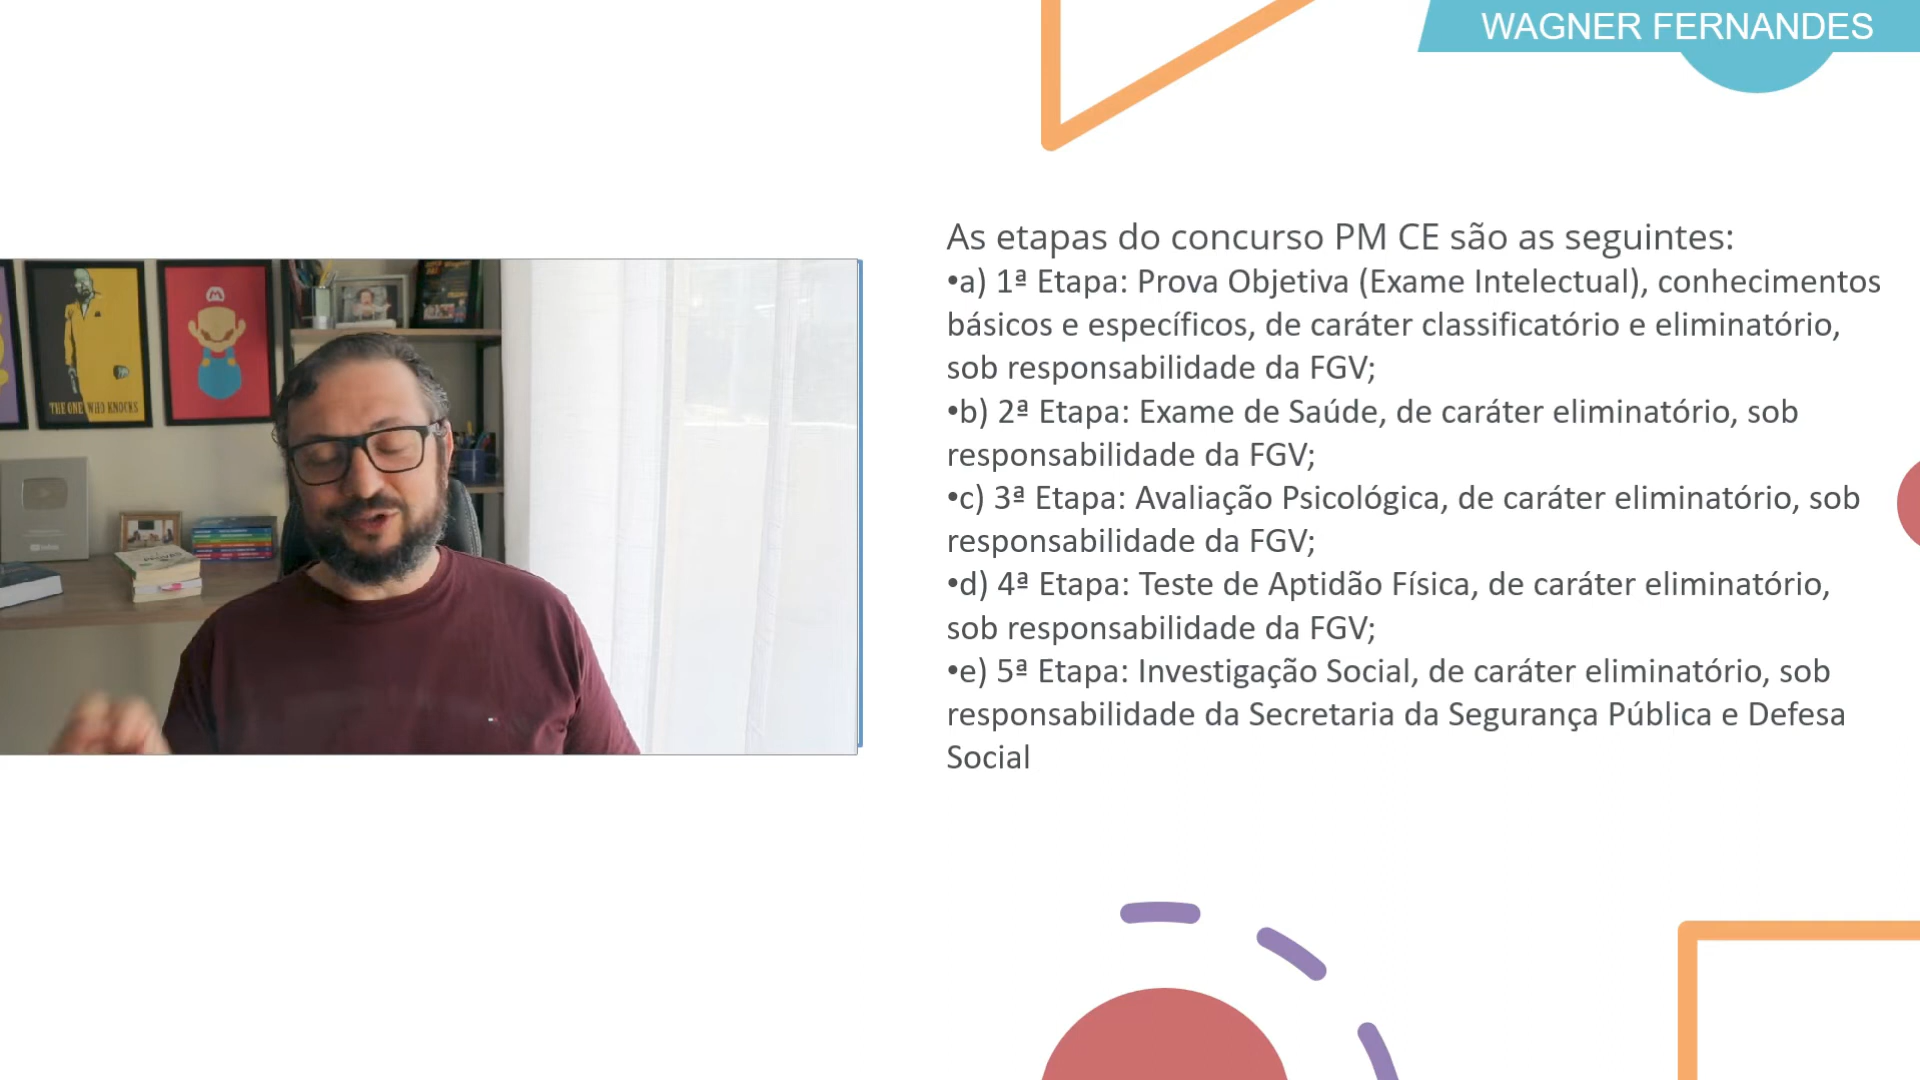 WAGNER FERNANDES
As etapas do concurso PM CE são as seguintes:
•a) 1ª Etapa: Prova Objetiva (Exame Intelectual), conhecimentos
básicos e específicos, de caráter classificatório e eliminatório,
sob responsabilidade da FGV;
•b) 2ª Etapa: Exame de Saúde, de caráter eliminatório, sob
responsabilidade da FGV;
•c) 3ª Etapa: Avaliação Psicológica, de caráter eliminatório, sob
responsabilidade da FGV;
•d) 4ª Etapa: Teste de Aptidão Física, de caráter eliminatório,
sob responsabilidade da FGV;
•e) 5ª Etapa: Investigação Social, de caráter eliminatório, sob
responsabilidade da Secretaria da Segurança Pública e Defesa
Social
THE ONE WHO KNOCKS